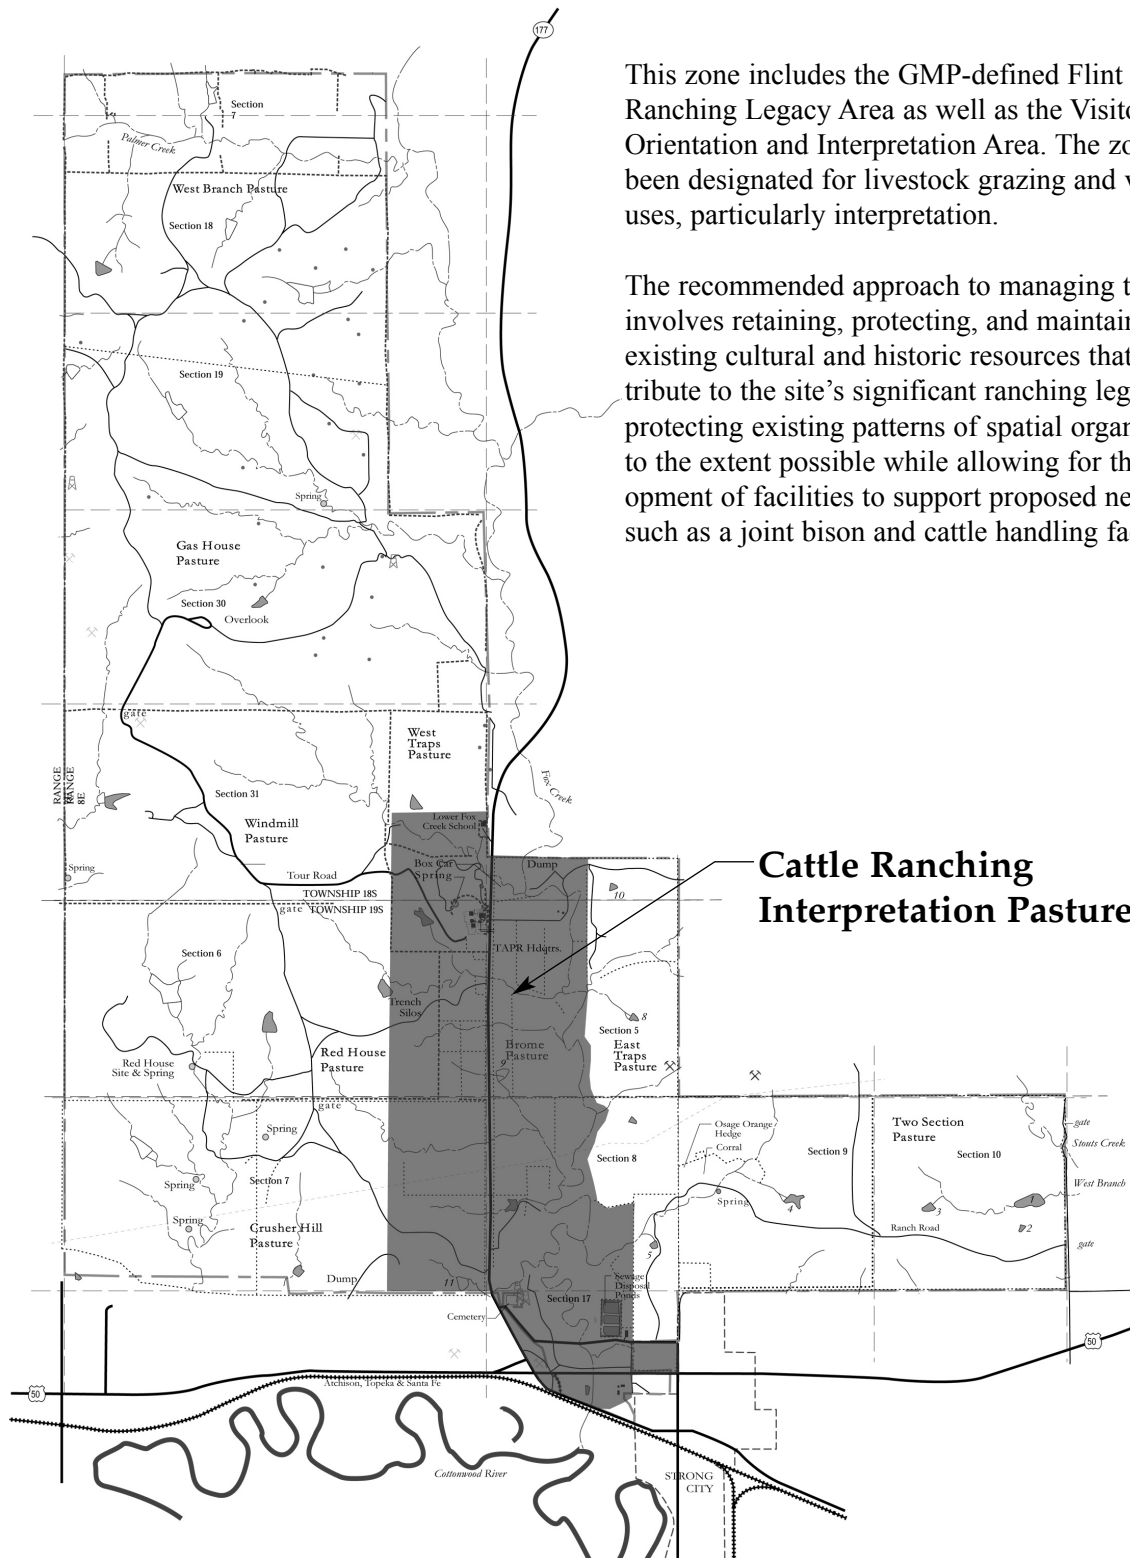 177
This zone includes the GMP-defined Flint
Ranching Legacy Area as well as the Visito
Orientation and Interpretation Area. The zo
been designated for livestock grazing and v
uses, particularly interpretation.
The recommended approach to managing t
involves retaining, protecting, and maintain
existing cultural and historic resources that
tribute to the site’s significant ranching leg
protecting existing patterns of spatial organ
to the extent possible while allowing for th
opment of facilities to support proposed ne
such as a joint bison and cattle handling fa
Section
7
Palmer Creek
West Branch Pasture
Section 18
Section 19
Spring
Gas House
Pasture
Section 30
Overlook
gate
West
Traps
Pasture
RANGE
RANGE
8E
Section 31
Fox Creek
Windmill
Pasture
Lower Fox
Creek School
Spring
Tour Road
Box Car
Spring
Dump
Cattle Ranching
Interpretation Pasture
TOWNSHIP 18S
gate
TOWNSHIP 19S
10
Section 6
TAPR Hdqtrs.
Trench
Silos
8
Section 5
East
Traps
Pasture
Brome
Pasture
9
Red House
Pasture
Red House
Site & Spring
gate
Spring
Osage Orange
Hedge
Corral
Section 9
Two Section
Pasture
Section 10
gate
Stouts Creek
West Branch
Section 8
Section 7
Spring
Spring
4
3
1
2
Spring
Crusher Hill
Pasture
Ranch Road
gate
5
Dump
11
Sewage
Disposal
Ponds
Section 17
Cemetery
50
50
Atchison, Topeka & Santa Fe
Cottonwood River
STRONG
CITY